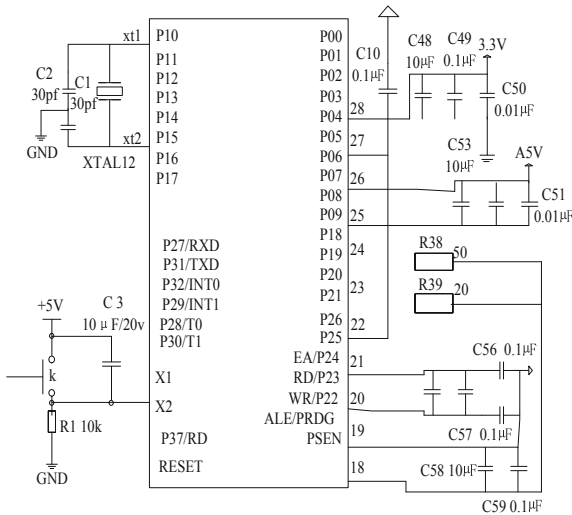 xt1
C2
30pf
C1
30pf
GND
xt2
XTAL12
+5V
C 3
10 μ F/20v
k
R1 10k
GND
P10
P11
P12
P13
P14
P15
P16
P17
P27/RXD
P31/TXD
P32/INT0
P29/INT1
P28/T0
P30/T1
X1
X2
P37/RD
RESET
P00
P01
P02
P03
P04
P05
P06
P07
P08
P09
P18
P19
P20
P21
P26
P25
EA/P24
RD/P23
WR/P22
ALE/PRDG
PSEN
28
27
26
25
24
23
22
21
20
19
18
C10
0.1μF
C48
10μF
C49
0.1μF
3.3V
C50
0.01μF
C53
10μF
A5V
C51
0.01μF
R38
50
R39
20
C56 0.1μF
C57 0.1μF
C58 10μF
C59 0.1μF